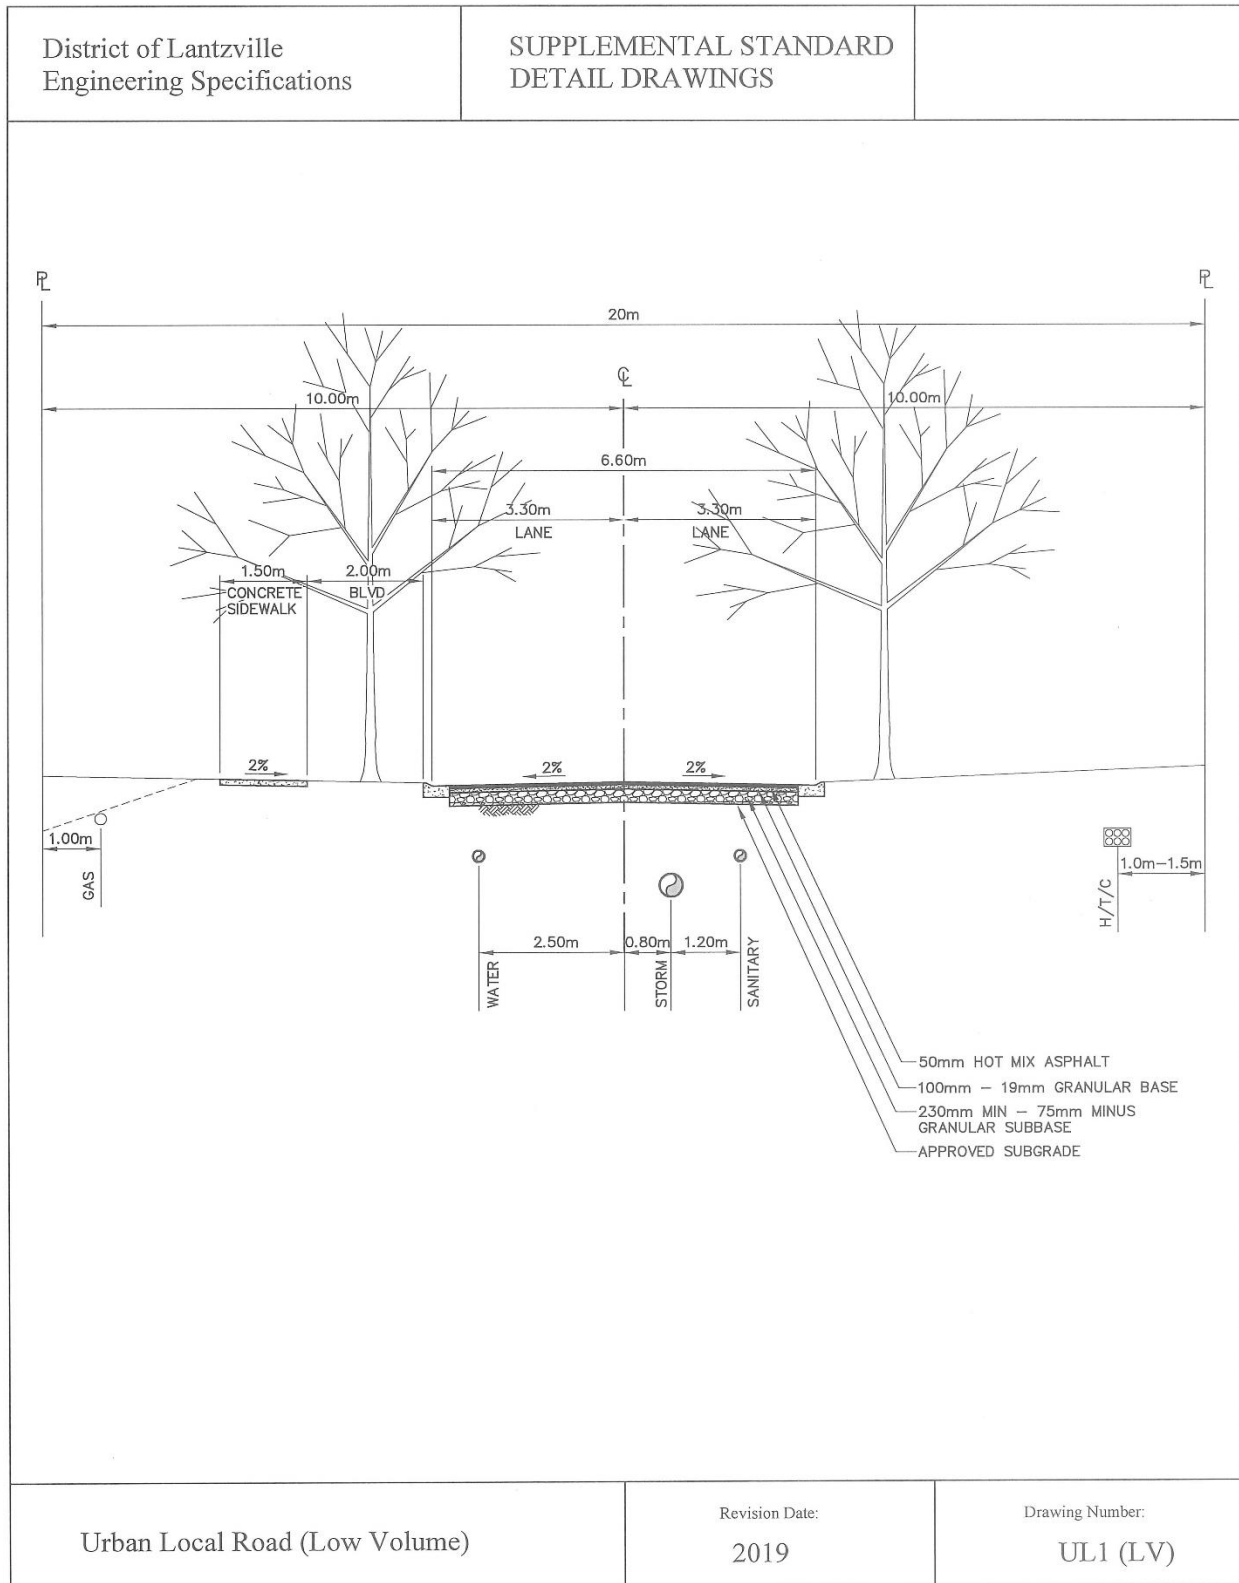 District of Lantzville
Engineering Specifications
SUPPLEMENTAL STANDARD
DETAIL DRAWINGS
PL
PL
20m
CL
10.00m
10.00m
6.60m
3.30m
LANE
3.30m
LANE
1.50m
CONCRETE
SIDEWALK
2.00m
BLVD
2%
2%
2%
1.00m
GAS
1.0m–1.5m
H/T/C
2.50m
0.80m
1.20m
WATER
STORM
SANITARY
50mm HOT MIX ASPHALT
100mm – 19mm GRANULAR BASE
230mm MIN – 75mm MINUS
GRANULAR SUBBASE
APPROVED SUBGRADE
Urban Local Road (Low Volume)
Revision Date:
2019
Drawing Number:
UL1 (LV)